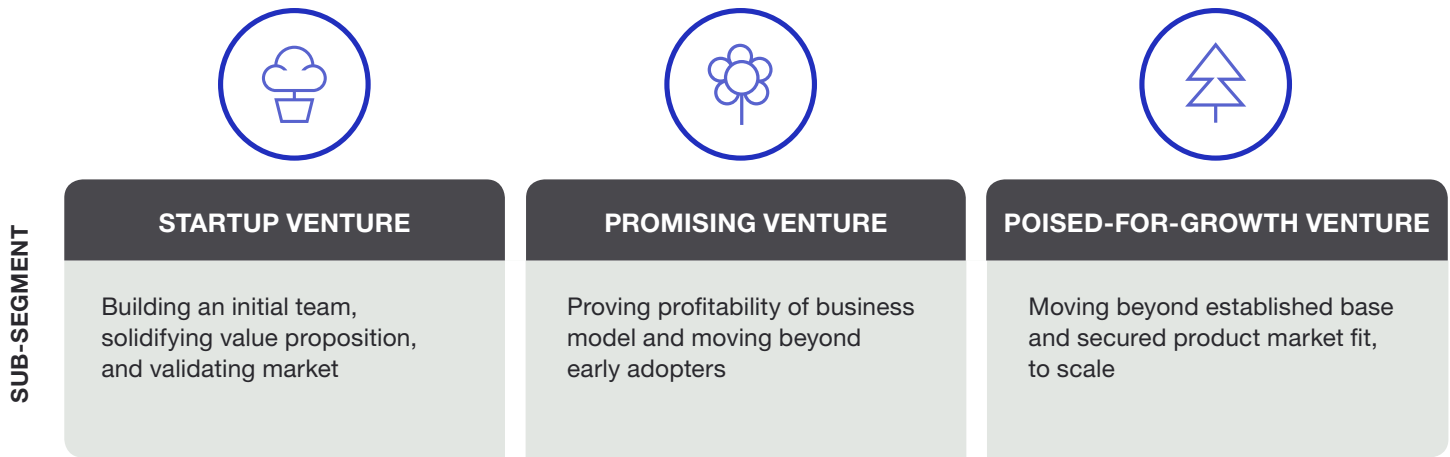 SUB-SEGMENT
STARTUP VENTURE
Building an initial team,
solidifying value proposition,
and validating market
PROMISING VENTURE
Proving profitability of business
model and moving beyond
early adopters
POISED-FOR-GROWTH VENTURE
Moving beyond established base
and secured product market fit,
to scale